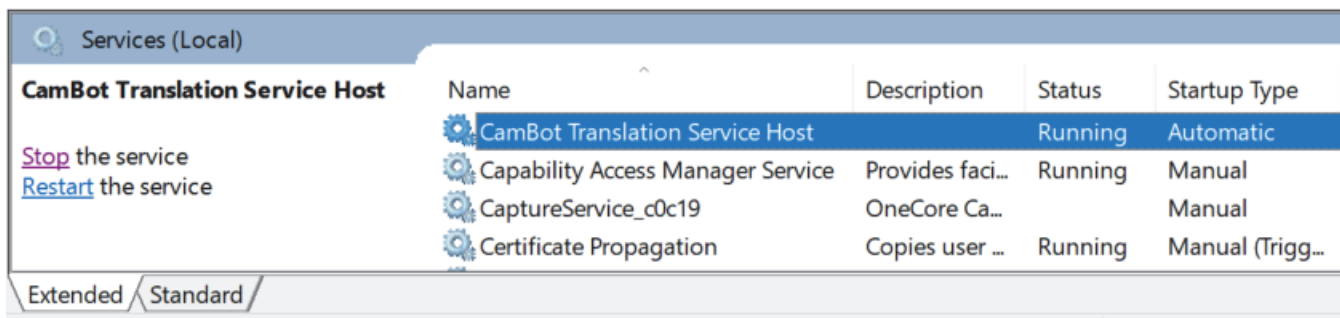 Services (Local)
CamBot Translation Service Host
Stop the service
Restart the service
Name Description Status Startup Type
CamBot Translation Service Host Running Automatic
Capability Access Manager Service Provides faci... Running Manual
CaptureService_c0c19 OneCore Ca... Manual
Certificate Propagation Copies user ... Running Manual (Trigg...
Extended Standard